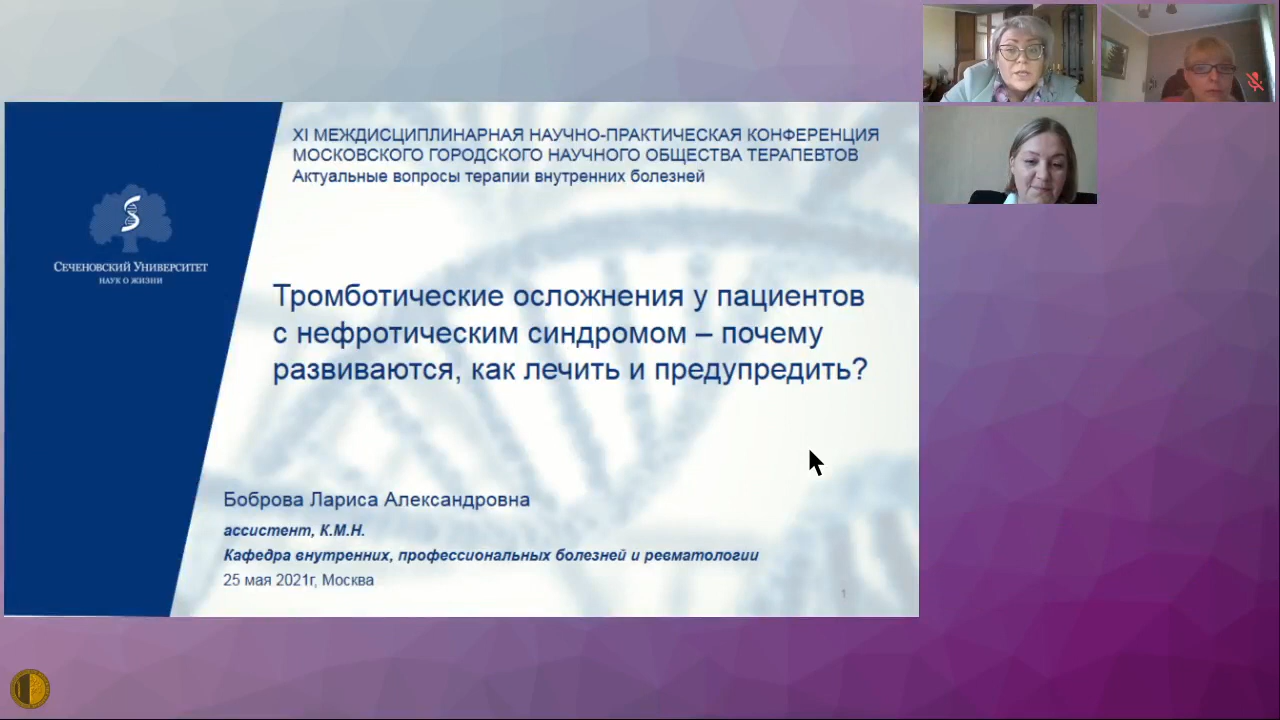 XI МЕЖДИСЦИПЛИНАРНАЯ НАУЧНО-ПРАКТИЧЕСКАЯ КОНФЕРЕНЦИЯ
МОСКОВСКОГО ГОРОДСКОГО НАУЧНОГО ОБЩЕСТВА ТЕРАПЕВТОВ
Актуальные вопросы терапии внутренних болезней
СЕЧЕНОВСКИЙ УНИВЕРСИТЕТ
НАУК О ЖИЗНИ
Тромботические осложнения у пациентов
с нефротическим синдромом – почему
развиваются, как лечить и предупредить?
Боброва Лариса Александровна
ассистент, К.М.Н.
Кафедра внутренних, профессиональных болезней и ревматологии
25 мая 2021г, Москва
1